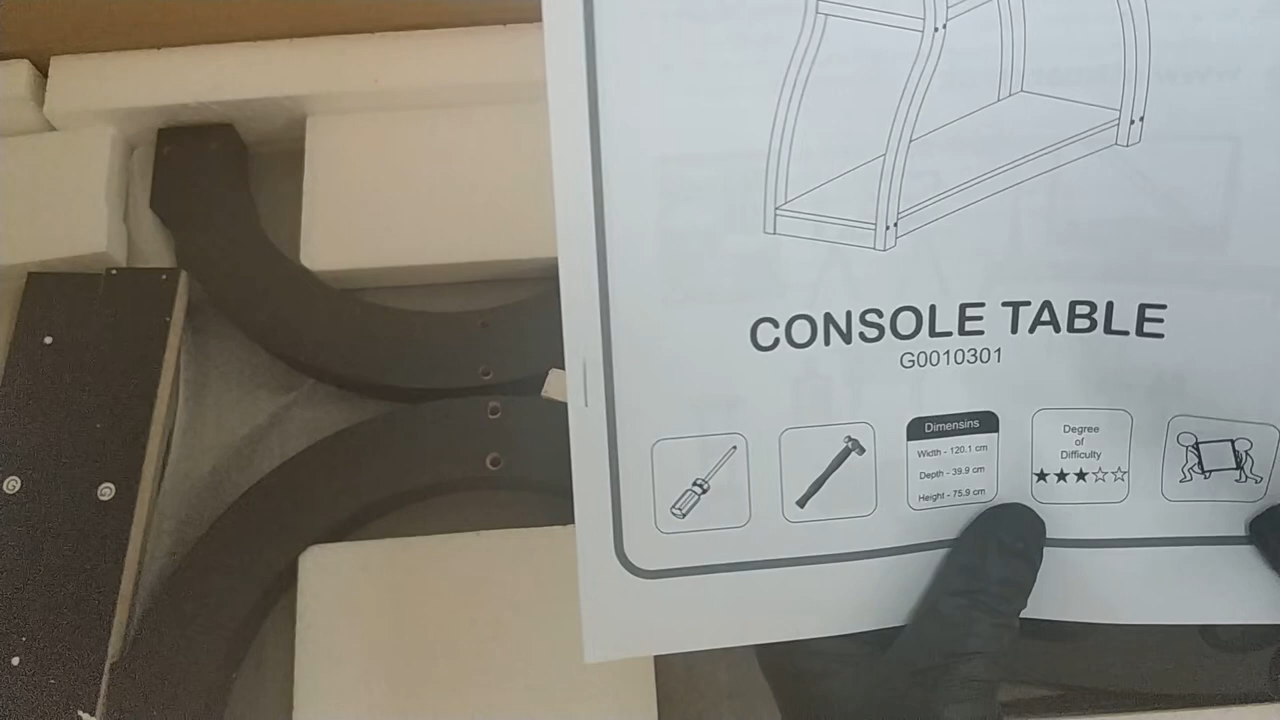 CONSOLE TABLE
G0010301
Dimensins
Width - 120.1 cm
Depth - 39.9 cm
Height - 75.9 cm
Degree
of
Difficulty
G
G